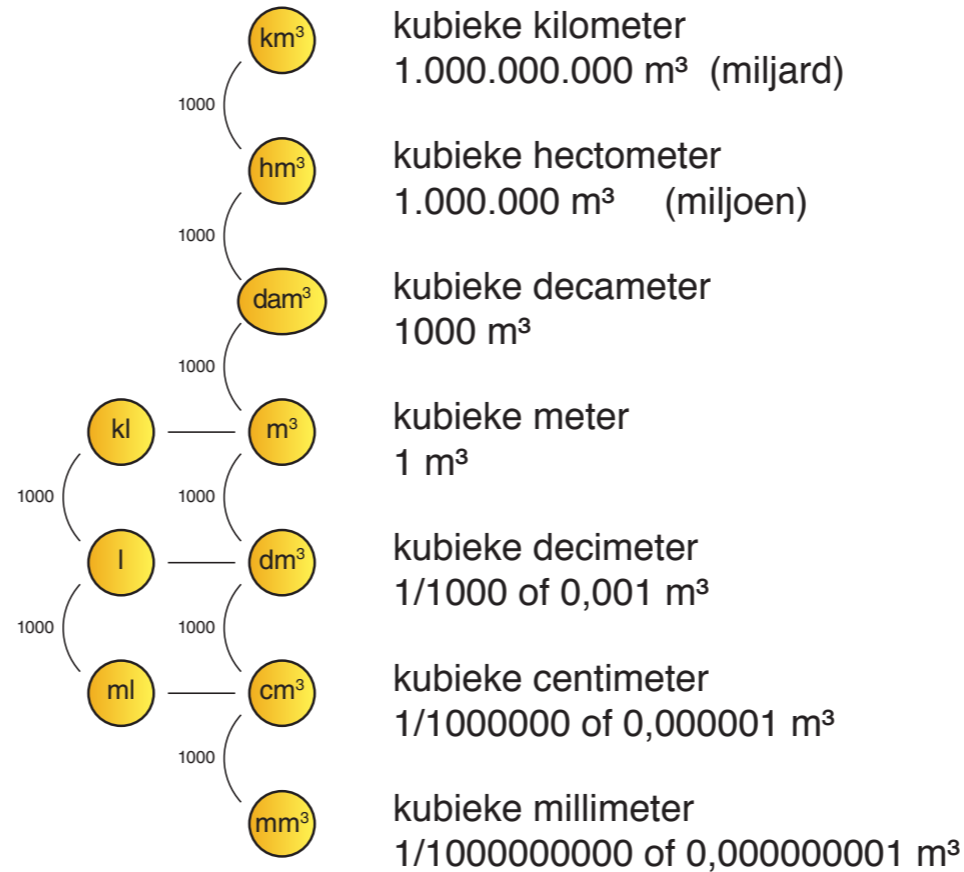 km³
kubieke kilometer
1.000.000.000 m³ (miljard)
1000
hm³
kubieke hectometer
1.000.000 m³ (miljoen)
1000
dam³
kubieke decameter
1000 m³
1000
kl
m³
kubieke meter
1 m³
1000
1000
l
dm³
kubieke decimeter
1/1000 of 0,001 m³
1000
1000
ml
cm³
kubieke centimeter
1/1000000 of 0,000001 m³
1000
mm³
kubieke millimeter
1/1000000000 of 0,000000001 m³